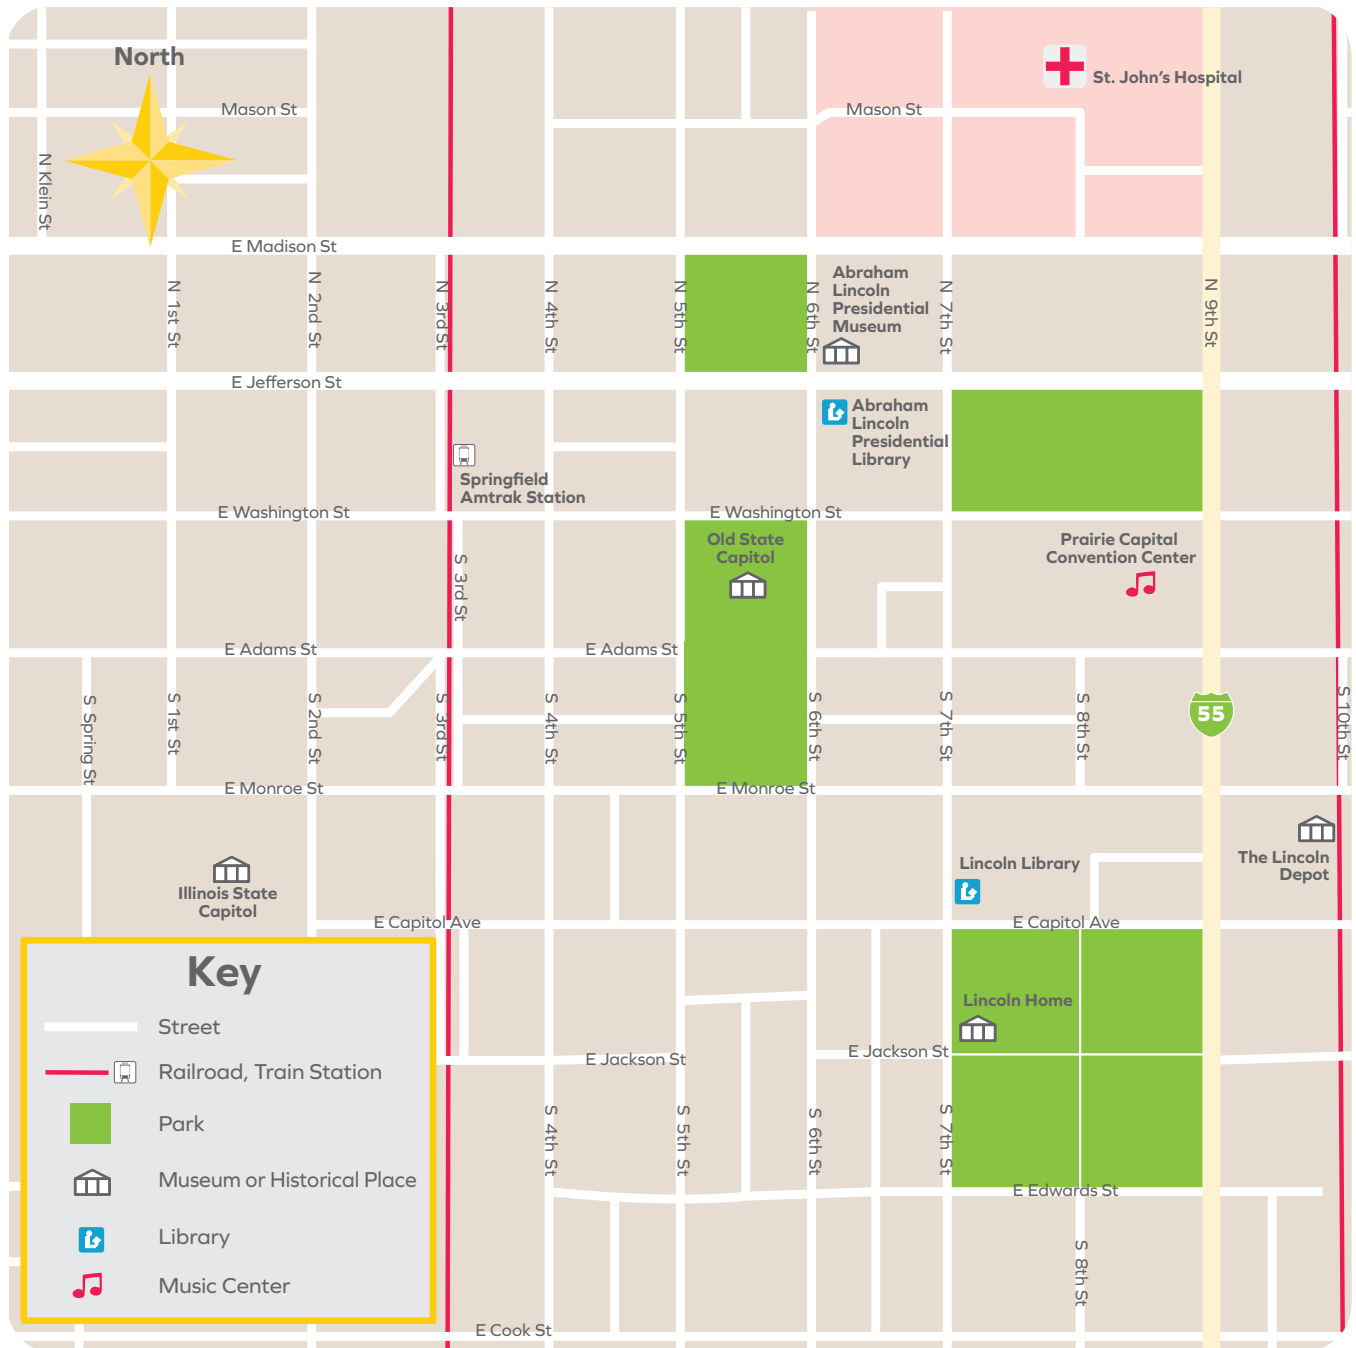 North
St. John's Hospital
Mason St
Mason St
N Klein St
E Madison St
N 1st St
N 2nd St
N 3rd St
N 4th St
N 5th St
N 6th St
Abraham
Lincoln
Presidential
Museum
N 7th St
N 9th St
E Jefferson St
Abraham
Lincoln
Presidential
Library
Springfield
Amtrak Station
E Washington St
E Washington St
Old State
Capitol
Prairie Capital
Convention Center
S 3rd St
E Adams St
E Adams St
S Spring St
S 1st St
S 2nd St
S 3rd St
S 4th St
S 5th St
S 6th St
S 7th St
S 8th St
55
S 10th St
E Monroe St
E Monroe St
Illinois State
Capitol
Lincoln Library
The Lincoln
Depot
E Capitol Ave
E Capitol Ave
Lincoln Home
E Jackson St
E Jackson St
S 4th St
S 5th St
S 6th St
S 7th St
E Edwards St
S 8th St
E Cook St
Key
Street
Railroad, Train Station
Park
Museum or Historical Place
Library
Music Center